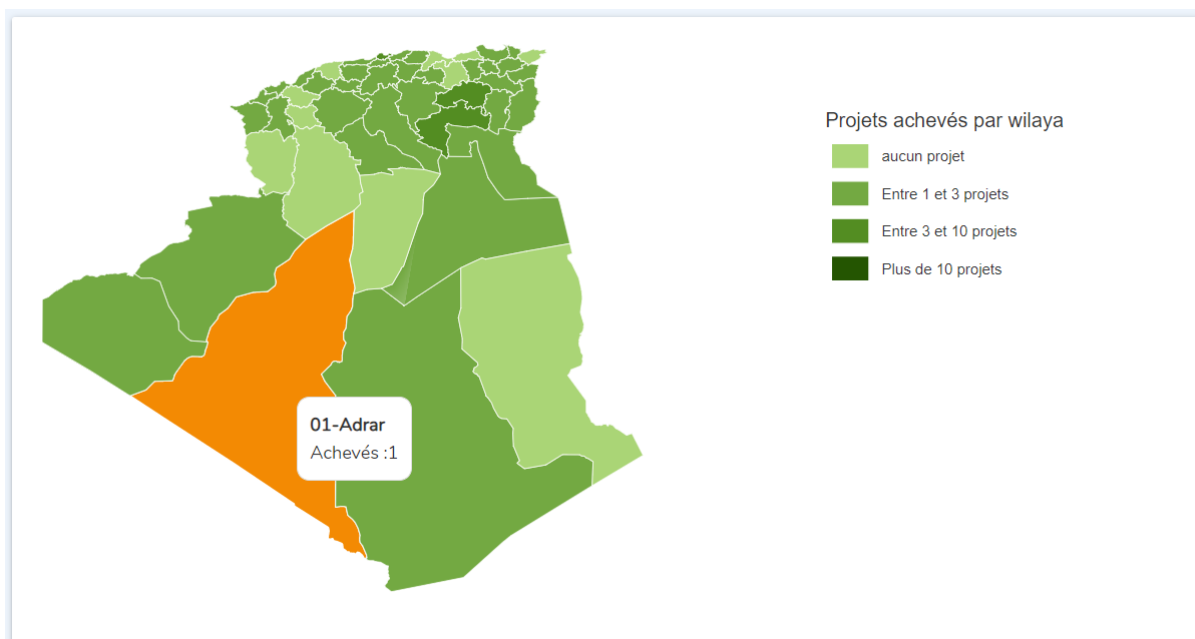 Projets achevés par wilaya
aucun projet
Entre 1 et 3 projets
Entre 3 et 10 projets
Plus de 10 projets
01-Adrar
Achevés :1